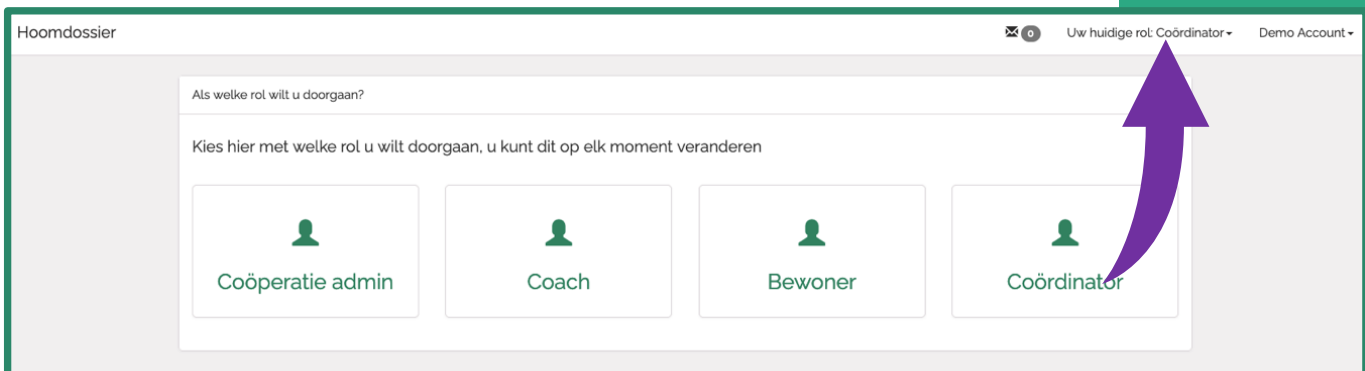 Hoomdossier
0 Uw huidige rol: Coördinator Demo Account
Als welke rol wilt u doorgaan?
Kies hier met welke rol u wilt doorgaan, u kunt dit op elk moment veranderen
Coöperatie admin Coach Bewoner Coördinator